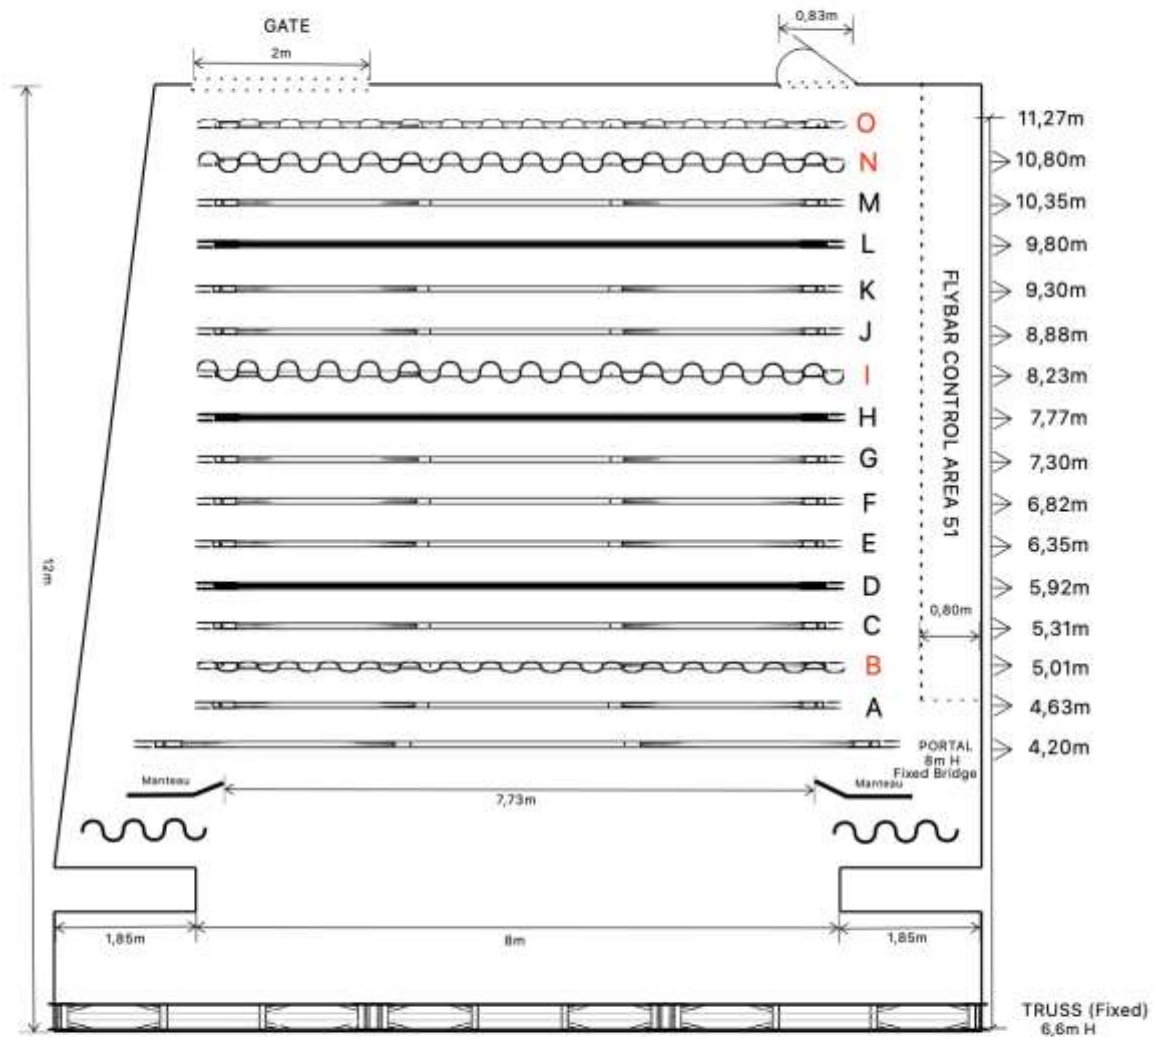 GATE
2m
0,83m
O
11,27m
N
10,80m
M
10,35m
L
9,80m
K
9,30m
J
8,88m
I
8,23m
H
7,77m
G
7,30m
F
6,82m
E
6,35m
D
5,92m
C
5,31m
B
5,01m
A
4,63m
FLYBAR CONTROL AREA 51
0,80m
12m
PORTAL
8m H
Fixed Bridge
4,20m
Manteau
7,73m
Manteau
1,85m
8m
1,85m
TRUSS (Fixed)
6,6m H